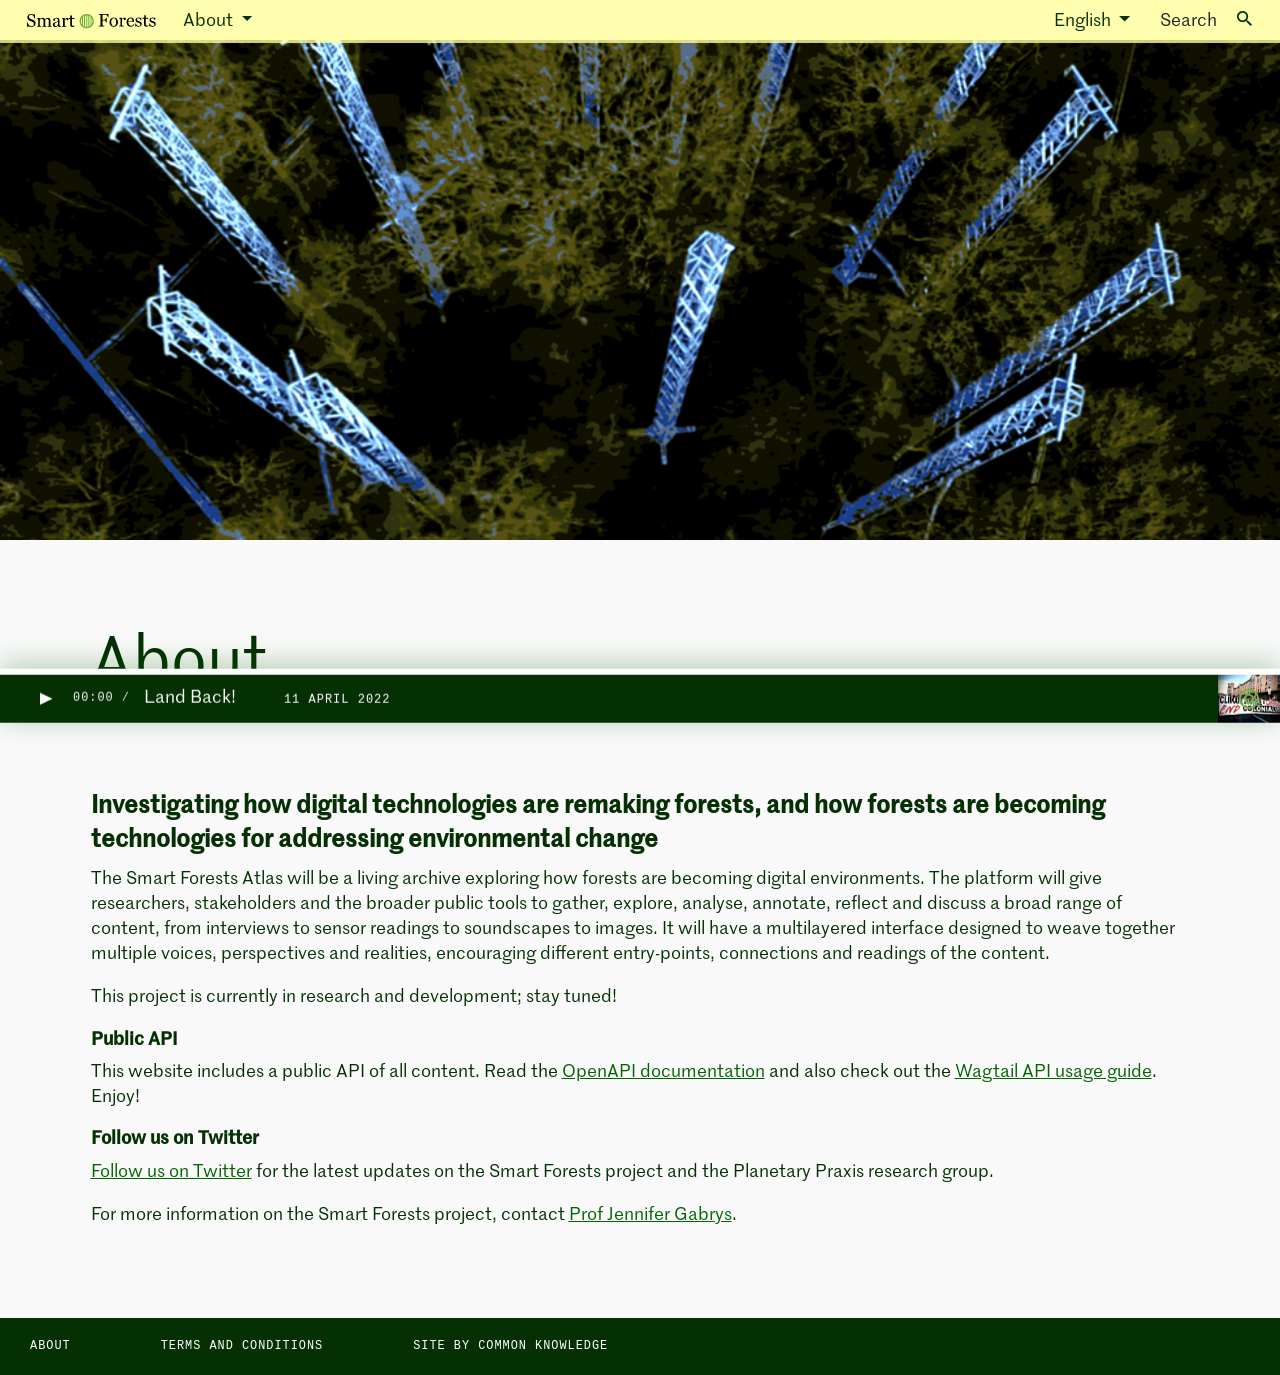 Smart Forests About English Search
About
00:00 / Land Back! 11 APRIL 2022
Investigating how digital technologies are remaking forests, and how forests are becoming
technologies for addressing environmental change
The Smart Forests Atlas will be a living archive exploring how forests are becoming digital environments. The platform will give
researchers, stakeholders and the broader public tools to gather, explore, analyse, annotate, reflect and discuss a broad range of
content, from interviews to sensor readings to soundscapes to images. It will have a multilayered interface designed to weave together
multiple voices, perspectives and realities, encouraging different entry-points, connections and readings of the content.
This project is currently in research and development; stay tuned!
Public API
This website includes a public API of all content. Read the OpenAPI documentation and also check out the Wagtail API usage guide.
Enjoy!
Follow us on Twitter
Follow us on Twitter for the latest updates on the Smart Forests project and the Planetary Praxis research group.
For more information on the Smart Forests project, contact Prof Jennifer Gabrys.
ABOUT TERMS AND CONDITIONS SITE BY COMMON KNOWLEDGE